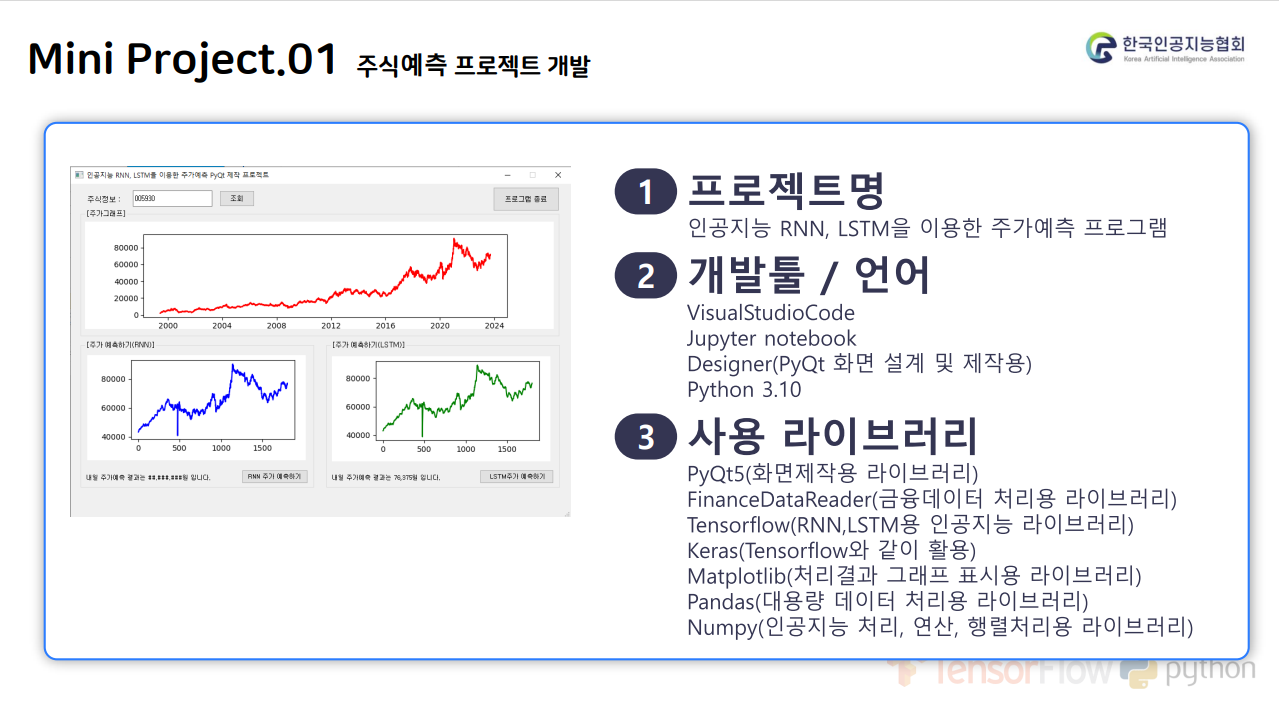 Mini Project.01 주식예측 프로젝트 개발
한국인공지능협회
Korea Artificial Intelligence Association
인공지능 RNN, LSTM을 이용한 주가예측 PyQt 제작 프로젝트
주식정보 : 005930 조회 프로그램 종료
[주가그래프]
80000
60000
40000
20000
0
2000 2004 2008 2012 2016 2020 2024
[주가 예측하기(RNN)]
80000
60000
40000
0 500 1000 1500
내일 주가예측 결과는 ##,###,###원 입니다. RNN 주가 예측하기
[주가 예측하기(LSTM)]
80000
60000
40000
0 500 1000 1500
내일 주가예측 결과는 76,375원 입니다. LSTM주가 예측하기
1 프로젝트명
인공지능 RNN, LSTM을 이용한 주가예측 프로그램
2 개발툴 / 언어
VisualStudioCode
Jupyter notebook
Designer(PyQt 화면 설계 및 제작용)
Python 3.10
3 사용 라이브러리
PyQt5(화면제작용 라이브러리)
FinanceDataReader(금융데이터 처리용 라이브러리)
Tensorflow(RNN,LSTM용 인공지능 라이브러리)
Keras(Tensorflow와 같이 활용)
Matplotlib(처리결과 그래프 표시용 라이브러리)
Pandas(대용량 데이터 처리용 라이브러리)
Numpy(인공지능 처리, 연산, 행렬처리용 라이브러리)
TensorFlow python